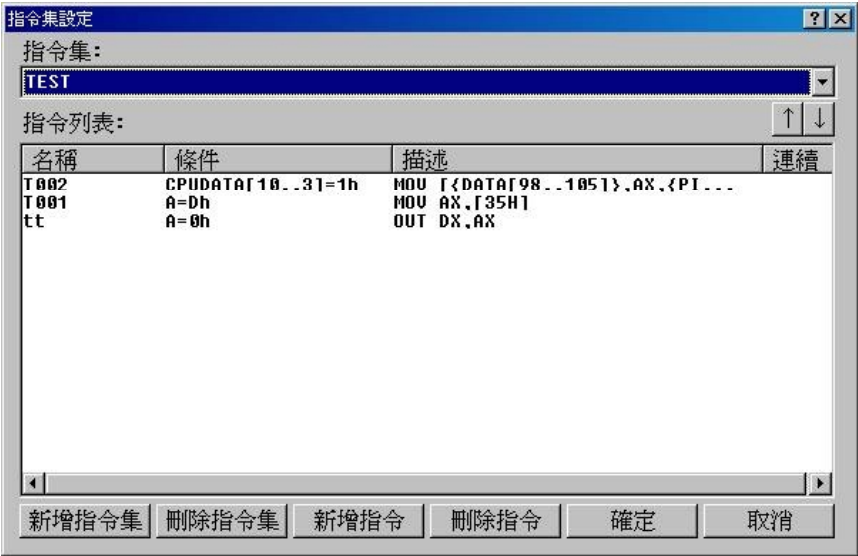 指令集設定
指令集:
TEST
指令列表: ↑ ↓
名稱 條件 描述 連續
T002 CPUDATA[10..3]=1h MOV [{DATA[98..105]},AX,{PI...
T001 A=Dh MOV AX,[35H]
tt A=0h OUT DX,AX
新增指令集 刪除指令集 新增指令 刪除指令 確定 取消